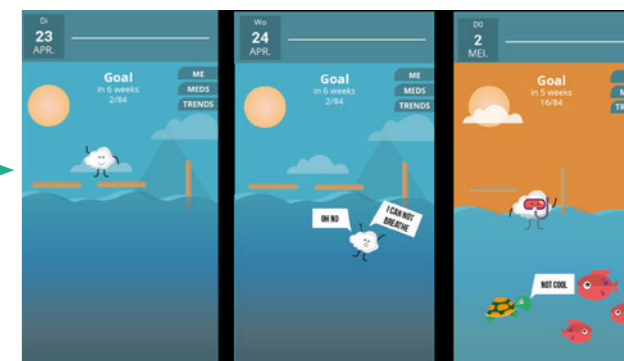 Di
23
APR.
Goal
in 6 weeks
2/84
ME
MEDS
TRENDS
Wo
24
APR.
Goal
in 6 weeks
2/84
ME
MEDS
TRENDS
OH NO
I CAN NOT
BREATHE
DO
2
MEI.
Goal
in 5 weeks
16/84
NOT COOL